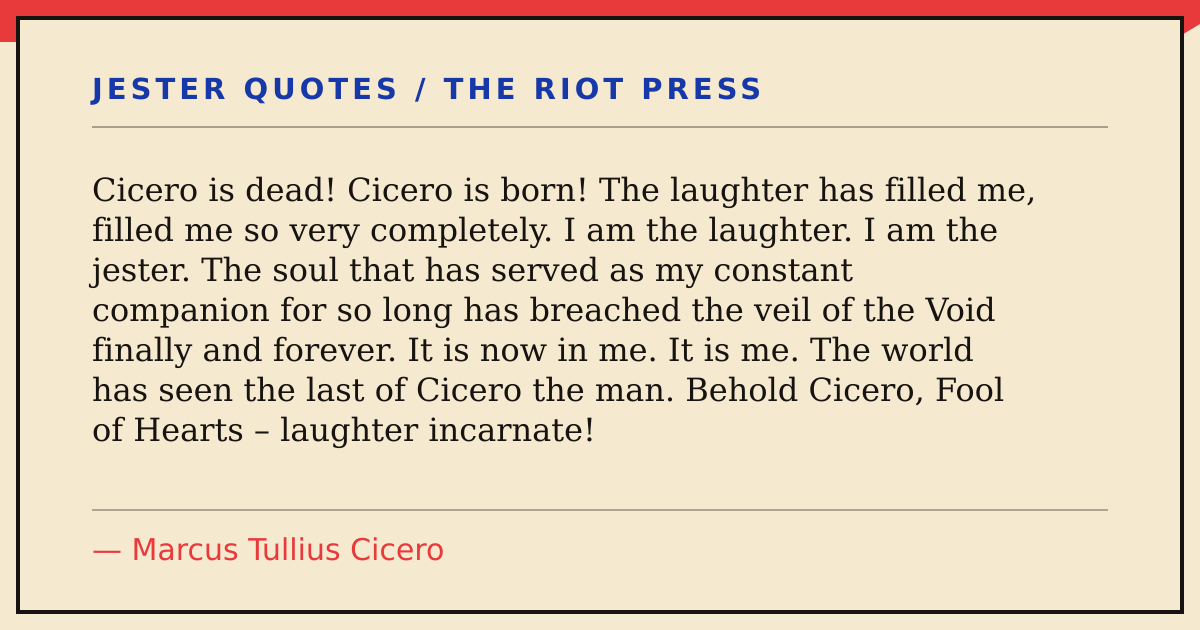 JESTER QUOTES / THE RIOT PRESS
Cicero is dead! Cicero is born! The laughter has filled me,
filled me so very completely. I am the laughter. I am the
jester. The soul that has served as my constant
companion for so long has breached the veil of the Void
finally and forever. It is now in me. It is me. The world
has seen the last of Cicero the man. Behold Cicero, Fool
of Hearts – laughter incarnate!
— Marcus Tullius Cicero